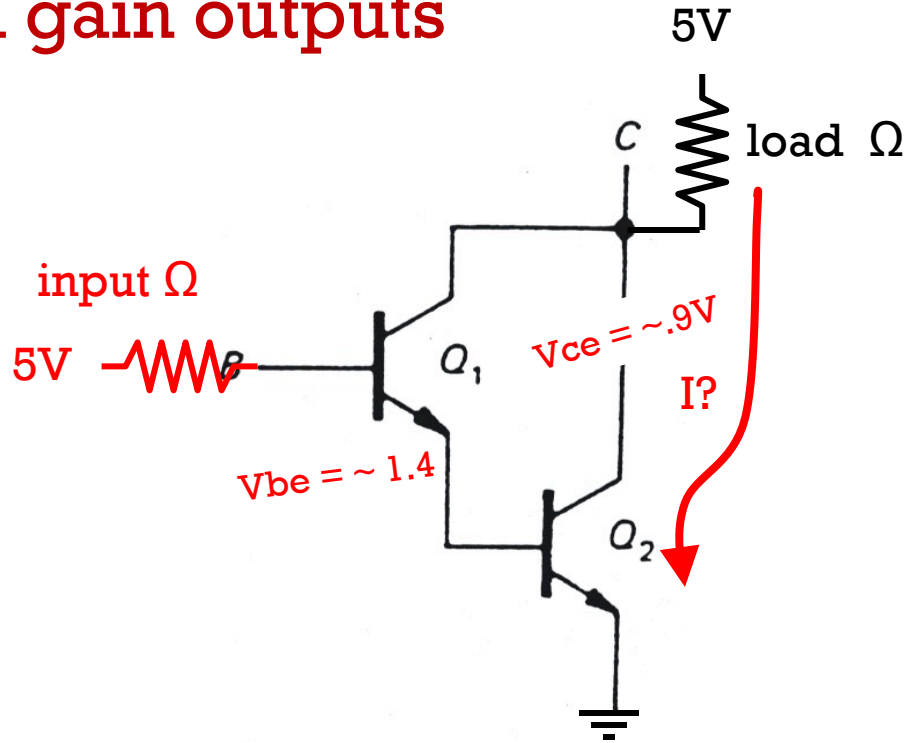 gain outputs
5V
C
load Ω
input Ω
5V
B
Q₁
Vce = ~.9V
I?
Vbe = ~ 1.4
Q₂